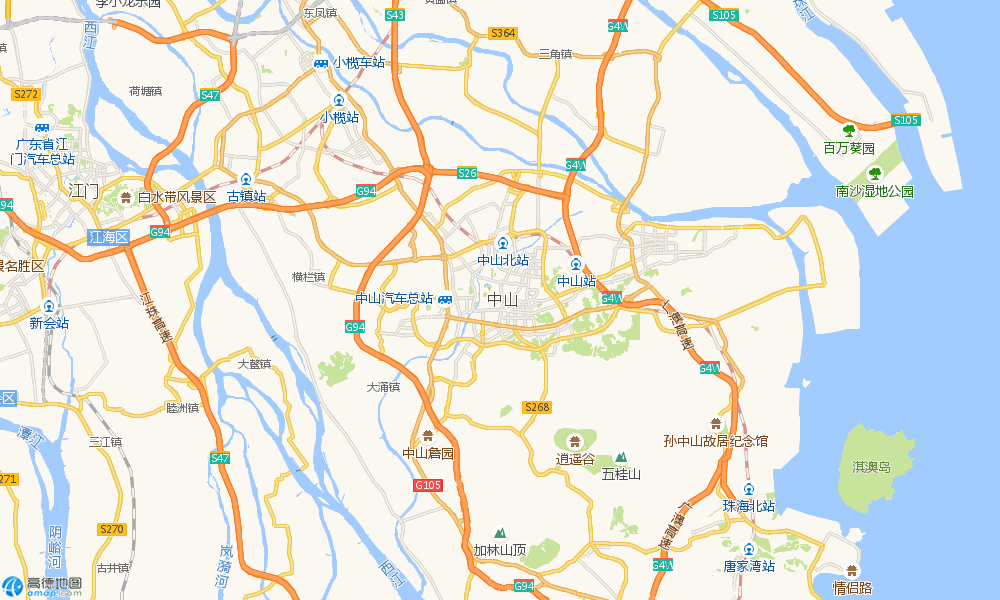 李小龙乐园
西江
东凤镇
S43
黄圃镇
G4W
S105
珠江
S364
三角镇
小榄车站
荷塘镇
S272
S47
小榄站
S105
广东省江
门汽车总站
百万葵园
G4W
S26
江门
白水带风景区
古镇站
G94
南沙湿地公园
G94
G94
江海区
中山北站
景名胜区
中山站
横栏镇
中山汽车总站
中山
G4W
江珠高速
新会站
G94
广澳高速
大鳌镇
G4W
大涌镇
睦洲镇
S268
潭江
三江镇
孙中山故居纪念馆
中山詹园
逍遥谷
S47
五桂山
淇澳岛
271
G105
珠海北站
S270
广澳高速
阴峪河
岚漪河
加林山顶
古井镇
西江
G4W
唐家湾站
高德地图
amap.com
G94
情侣路